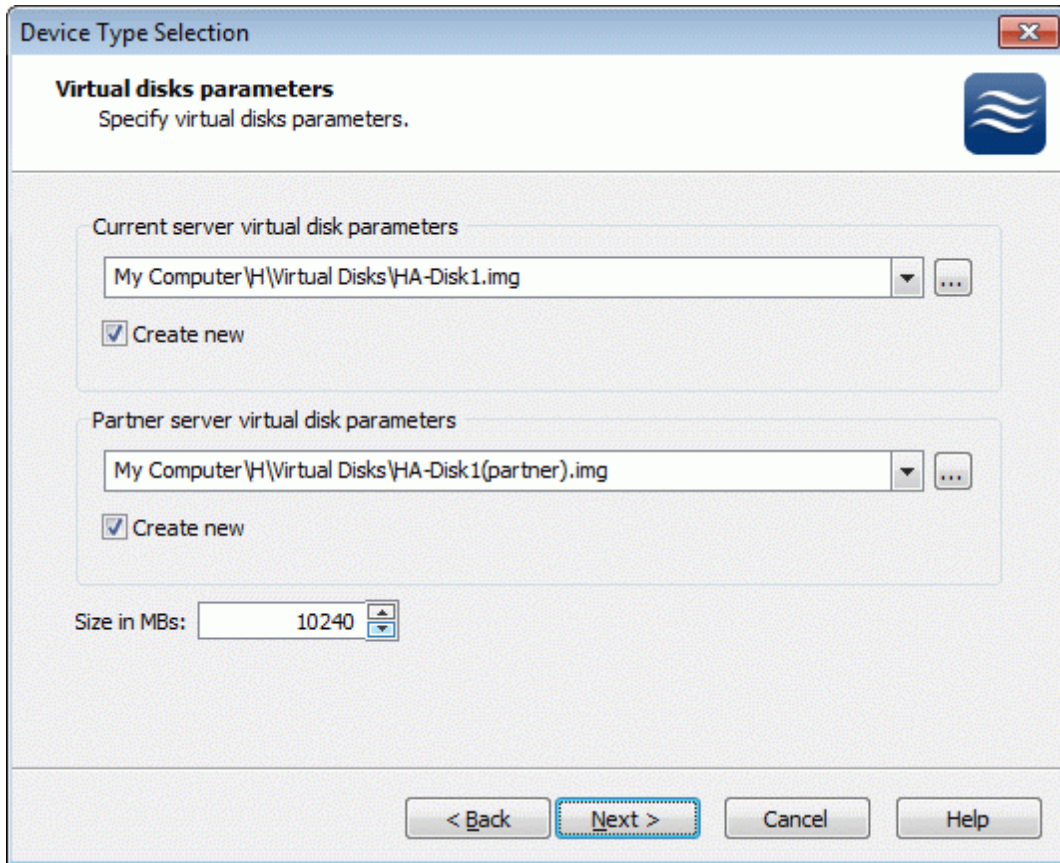 Device Type Selection
Virtual disks parameters
Specify virtual disks parameters.
Current server virtual disk parameters
My Computer\H\Virtual Disks\HA-Disk1.img
...
Create new
Partner server virtual disk parameters
My Computer\H\Virtual Disks\HA-Disk1(partner).img
...
Create new
Size in MBs: 10240
< Back Next > Cancel Help